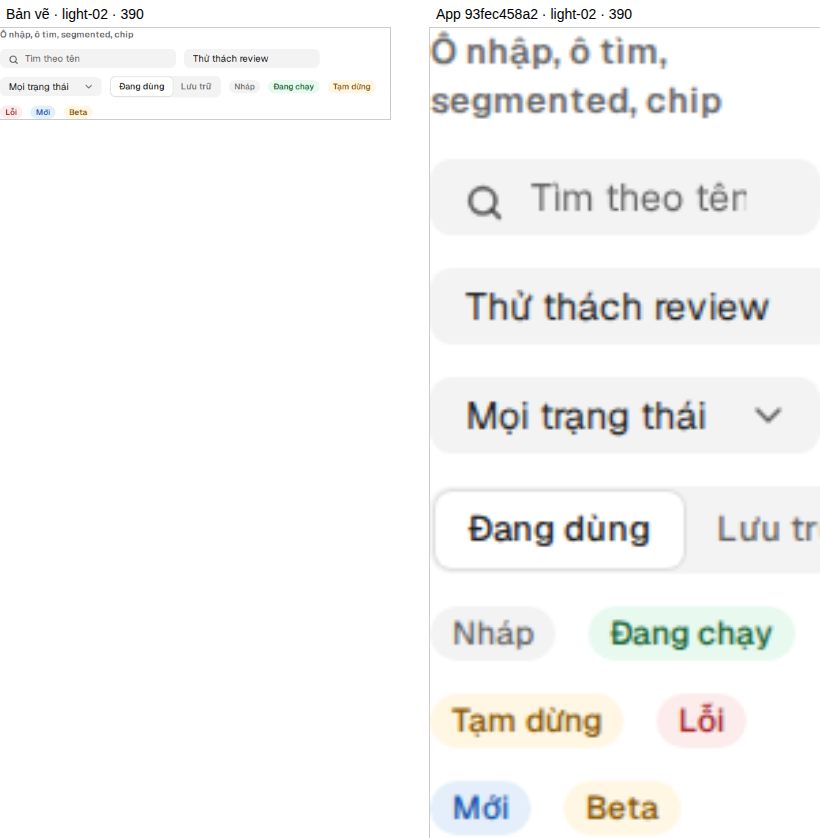 Bản vẽ · light-02 · 390
Ô nhập, ô tìm, segmented, chip
Tìm theo tên
Thử thách review
Mọi trạng thái
Đang dùng
Lưu trữ
Nháp
Đang chạy
Tạm dừng
Lỗi
Mới
Beta
App 93fec458a2 · light-02 · 390
Ô nhập, ô tìm,
segmented, chip
Tìm theo tên
Thử thách review
Mọi trạng thái
Đang dùng
Lưu tr
Nháp
Đang chạy
Tạm dừng
Lỗi
Mới
Beta